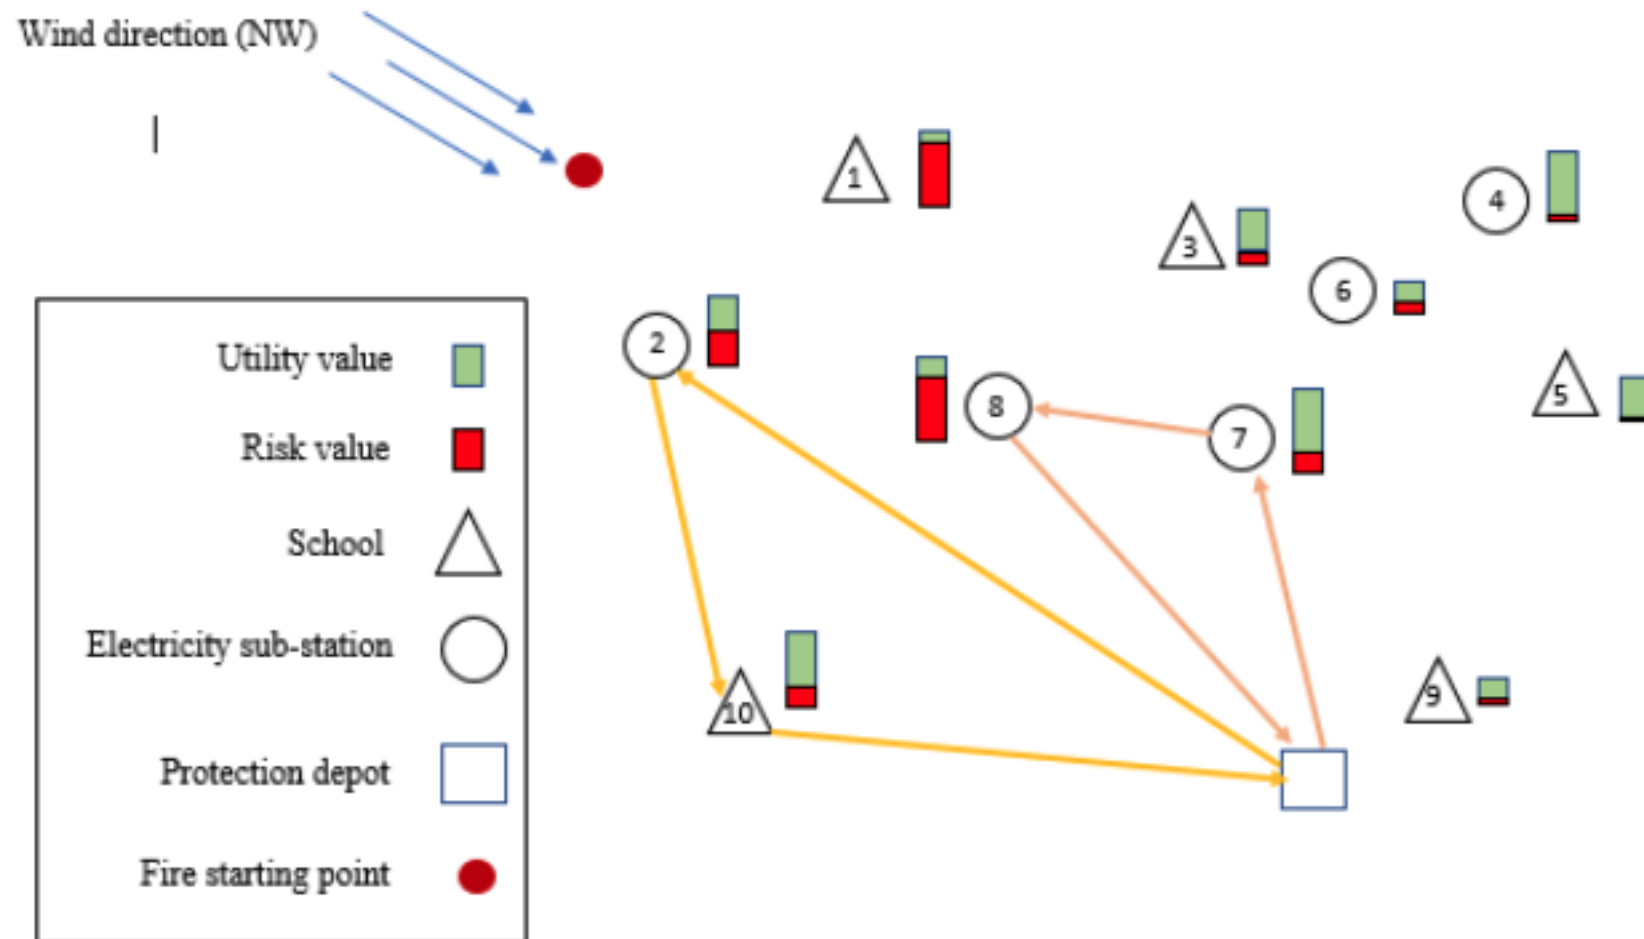 Wind direction (NW)
1
4
3
6
2
Utility value
5
8
7
Risk value
School
Electricity sub-station
10
9
Protection depot
Fire starting point